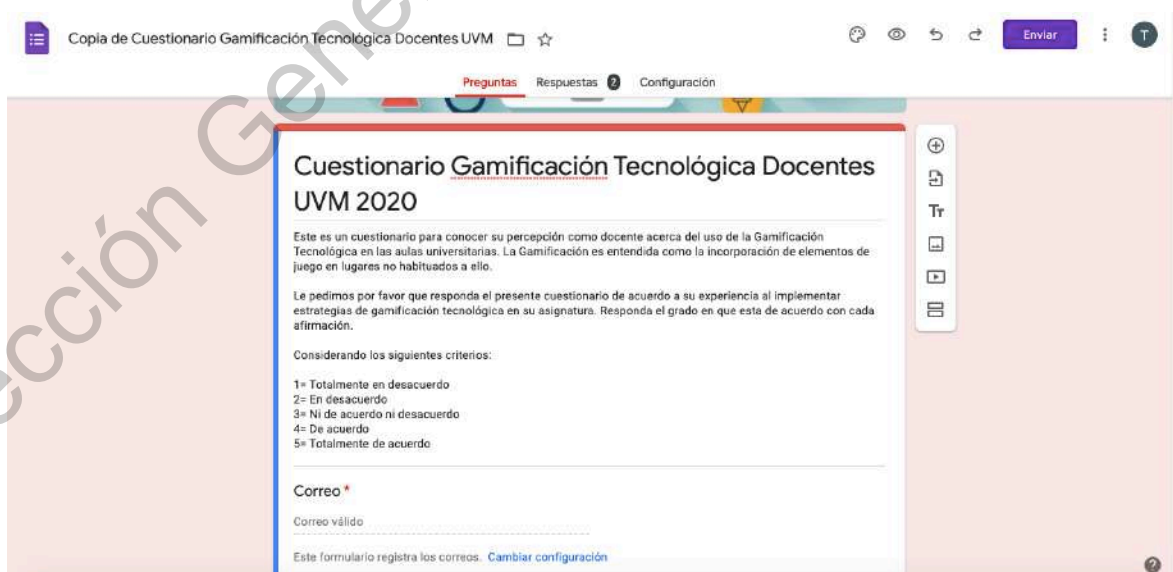 Copia de Cuestionario Gamificación Tecnológica Docentes UVM
Enviar
T
Preguntas Respuestas 2 Configuración
Cuestionario Gamificación Tecnológica Docentes
UVM 2020
Este es un cuestionario para conocer su percepción como docente acerca del uso de la Gamificación
Tecnológica en las aulas universitarias. La Gamificación es entendida como la incorporación de elementos de
juego en lugares no habituados a ello.
Le pedimos por favor que responda el presente cuestionario de acuerdo a su experiencia al implementar
estrategias de gamificación tecnológica en su asignatura. Responda el grado en que esta de acuerdo con cada
afirmación.
Considerando los siguientes criterios:
1= Totalmente en desacuerdo
2= En desacuerdo
3= Ni de acuerdo ni desacuerdo
4= De acuerdo
5= Totalmente de acuerdo
Correo *
Correo válido
Este formulario registra los correos. Cambiar configuración
Tт
ección Gene